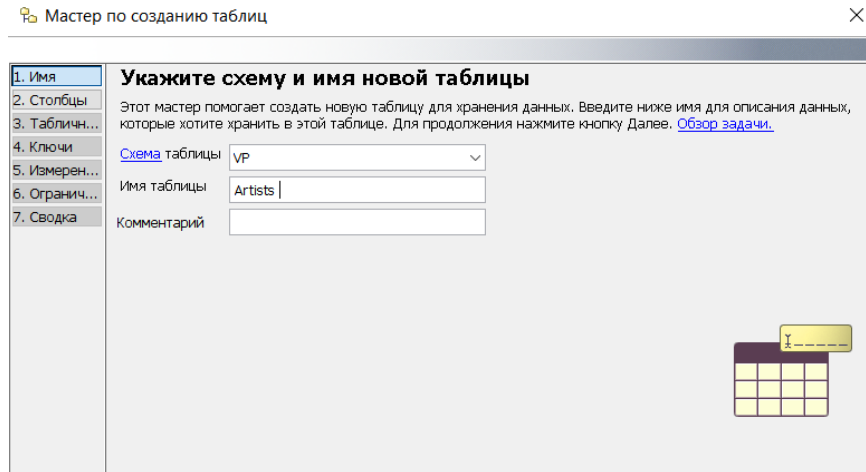 Мастер по созданию таблиц
1. Имя
2. Столбцы
3. Табличн...
4. Ключи
5. Измерен...
6. Огранич...
7. Сводка
Укажите схему и имя новой таблицы
Этот мастер помогает создать новую таблицу для хранения данных. Введите ниже имя для описания данных,
которые хотите хранить в этой таблице. Для продолжения нажмите кнопку Далее. Обзор задачи.
Схема таблицы VP
Имя таблицы Artists
Комментарий